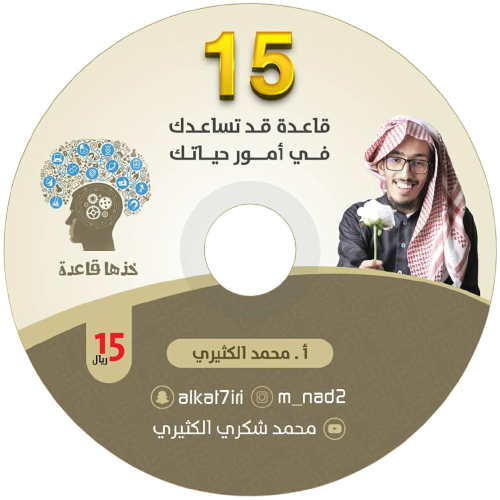 15
قاعدة قد تساعدك
في أمور حياتك
خذها قاعدة
15
ريال
أ. محمد الكثيري
alkat7iri m_nad2
محمد شكري الكثيري